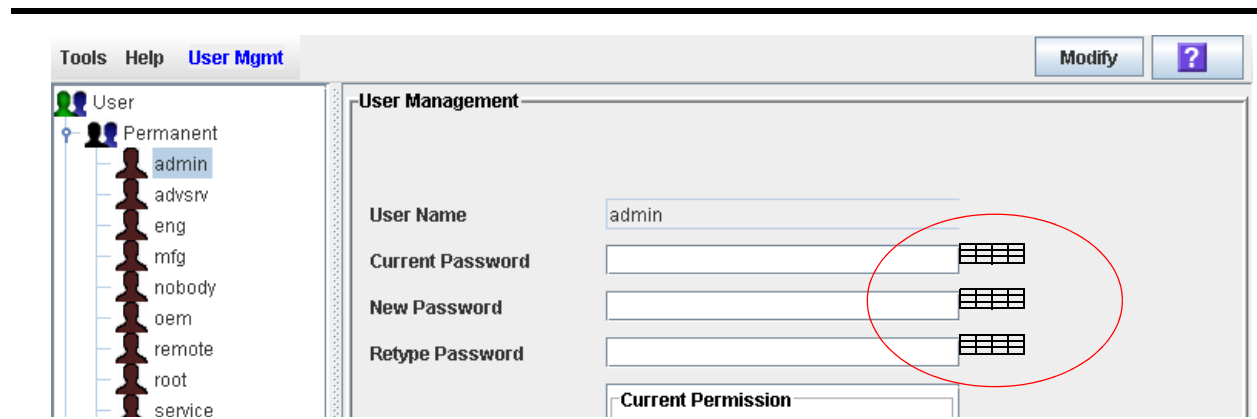 Tools Help User Mgmt
Modify
?
User
Permanent
admin
advsrv
eng
mfg
nobody
oem
remote
root
service
User Management
User Name admin
Current Password
New Password
Retype Password
Current Permission